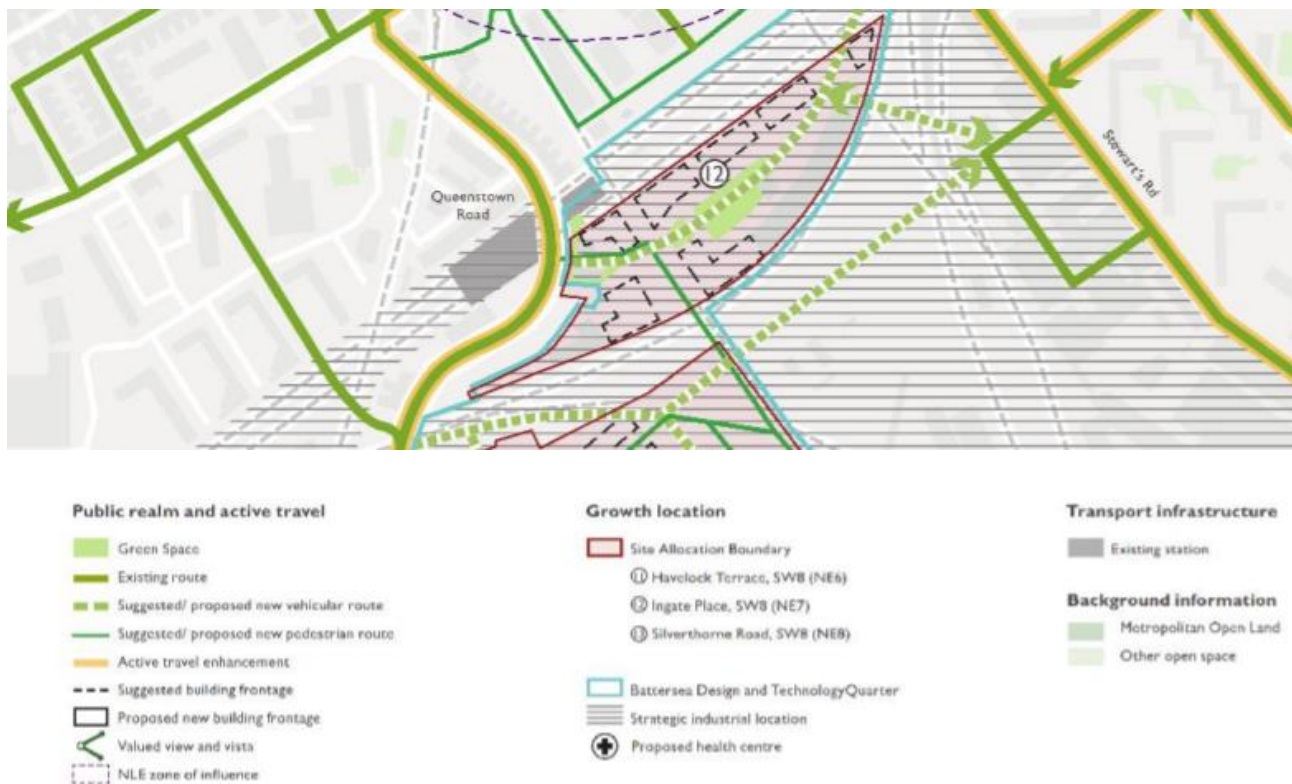 Queenstown
Road
12
Stewart's Rd
Public realm and active travel
Green Space
Existing route
Suggested/ proposed new vehicular route
Suggested/ proposed new pedestrian route
Active travel enhancement
Suggested building frontage
Proposed new building frontage
Valued view and vista
NLE zone of influence
Growth location
Site Allocation Boundary
11 Havelock Terrace, SW8 (NE6)
12 Ingate Place, SW8 (NE7)
13 Silverthorne Road, SW8 (NE8)
Battersea Design and TechnologyQuarter
Strategic industrial location
Proposed health centre
Transport infrastructure
Existing station
Background information
Metropolitan Open Land
Other open space